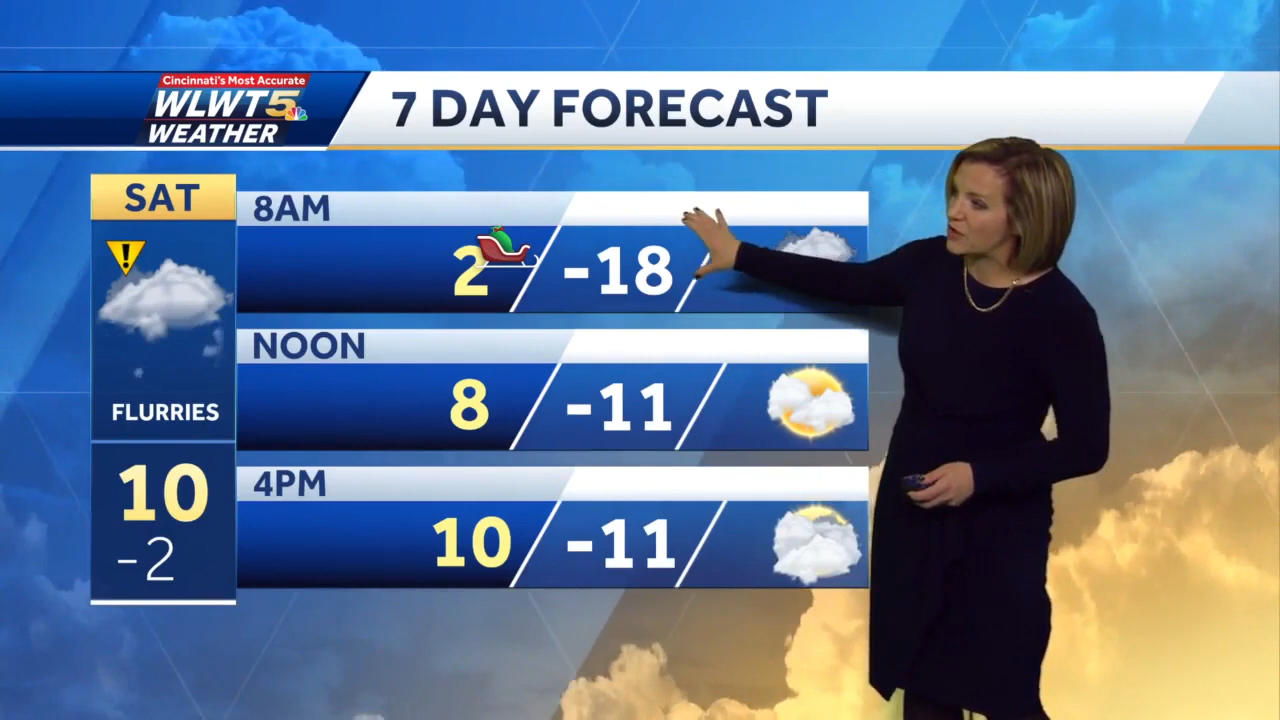 Cincinnati's Most Accurate
WLWT5
WEATHER
7 DAY FORECAST
SAT
!
FLURRIES
10
-2
8AM
2
-18
NOON
8
-11
4PM
10
-11